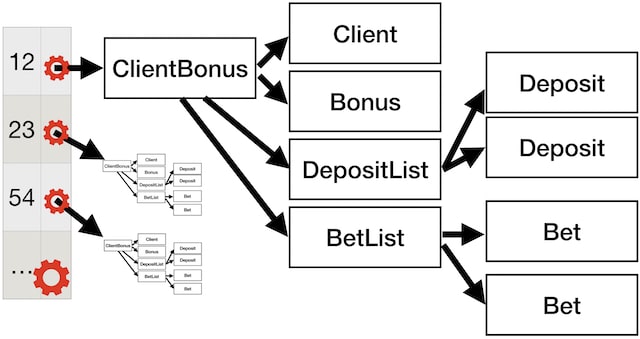 12
ClientBonus
Client
Bonus
DepositList
BetList
Deposit
Deposit
Bet
Bet
23
ClientBonus
Client
Bonus
DepositList
BetList
Deposit
Deposit
Bet
Bet
54
ClientBonus
Client
Bonus
DepositList
BetList
Deposit
Deposit
Bet
Bet
...